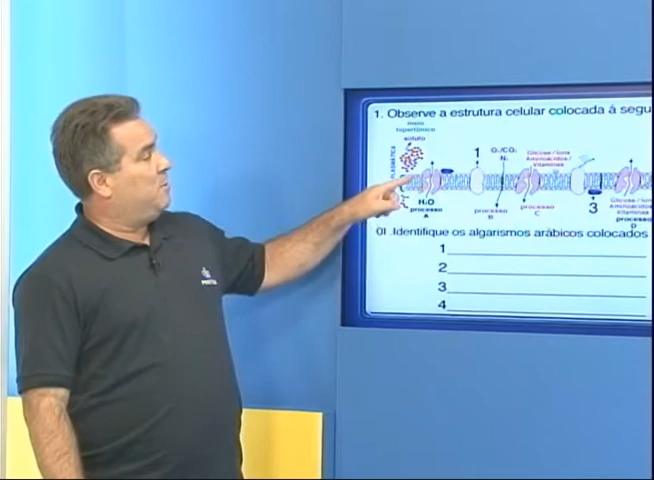 1. Observe a estrutura celular colocada á segu
meio
hipertônico
soluto
1
O₂/CO₂
N₂
Glicose/Íons
Aminoácidos/
Vitaminas
H₂O
processo
A
processo
B
processo
C
3
Glicose/Íons
Aminoácidos
Vitaminas
processo
D
01 .Identifique os algarismos arábicos colocados
1
2
3
4